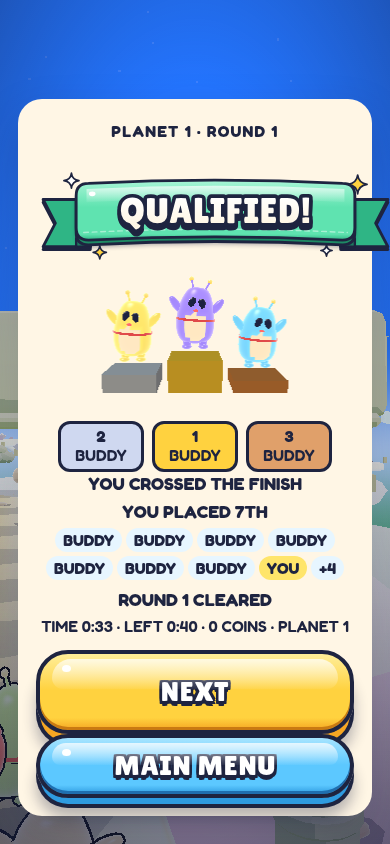 PLANET 1 · ROUND 1
QUALIFIED!
2 1 3
BUDDY BUDDY BUDDY
YOU CROSSED THE FINISH
YOU PLACED 7TH
BUDDY BUDDY BUDDY BUDDY
BUDDY BUDDY BUDDY YOU +4
ROUND 1 CLEARED
TIME 0:33 · LEFT 0:40 · 0 COINS · PLANET 1
NEXT
MAIN MENU